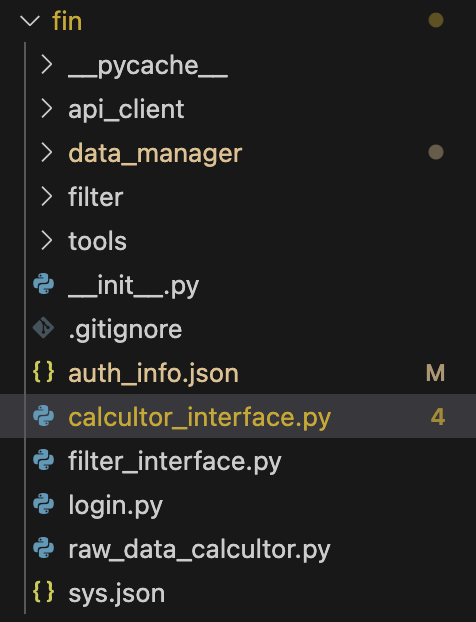 fin
__pycache__
api_client
data_manager
filter
tools
__init__.py
.gitignore
auth_info.json M
calcultor_interface.py 4
filter_interface.py
login.py
raw_data_calcultor.py
sys.json